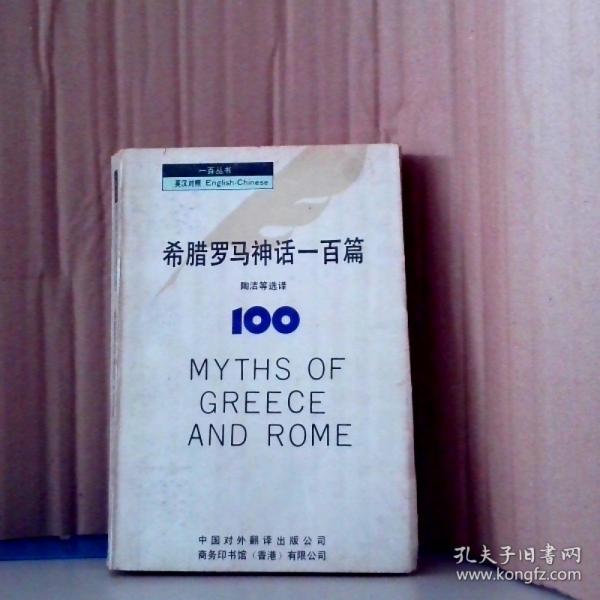 一百丛书
英汉对照 English-Chinese
希腊罗马神话一百篇
陶洁等选译
100
MYTHS OF
GREECE
AND ROME
中国对外翻译出版公司
商务印书馆（香港）有限公司
孔夫子旧书网
www.kongfz.com